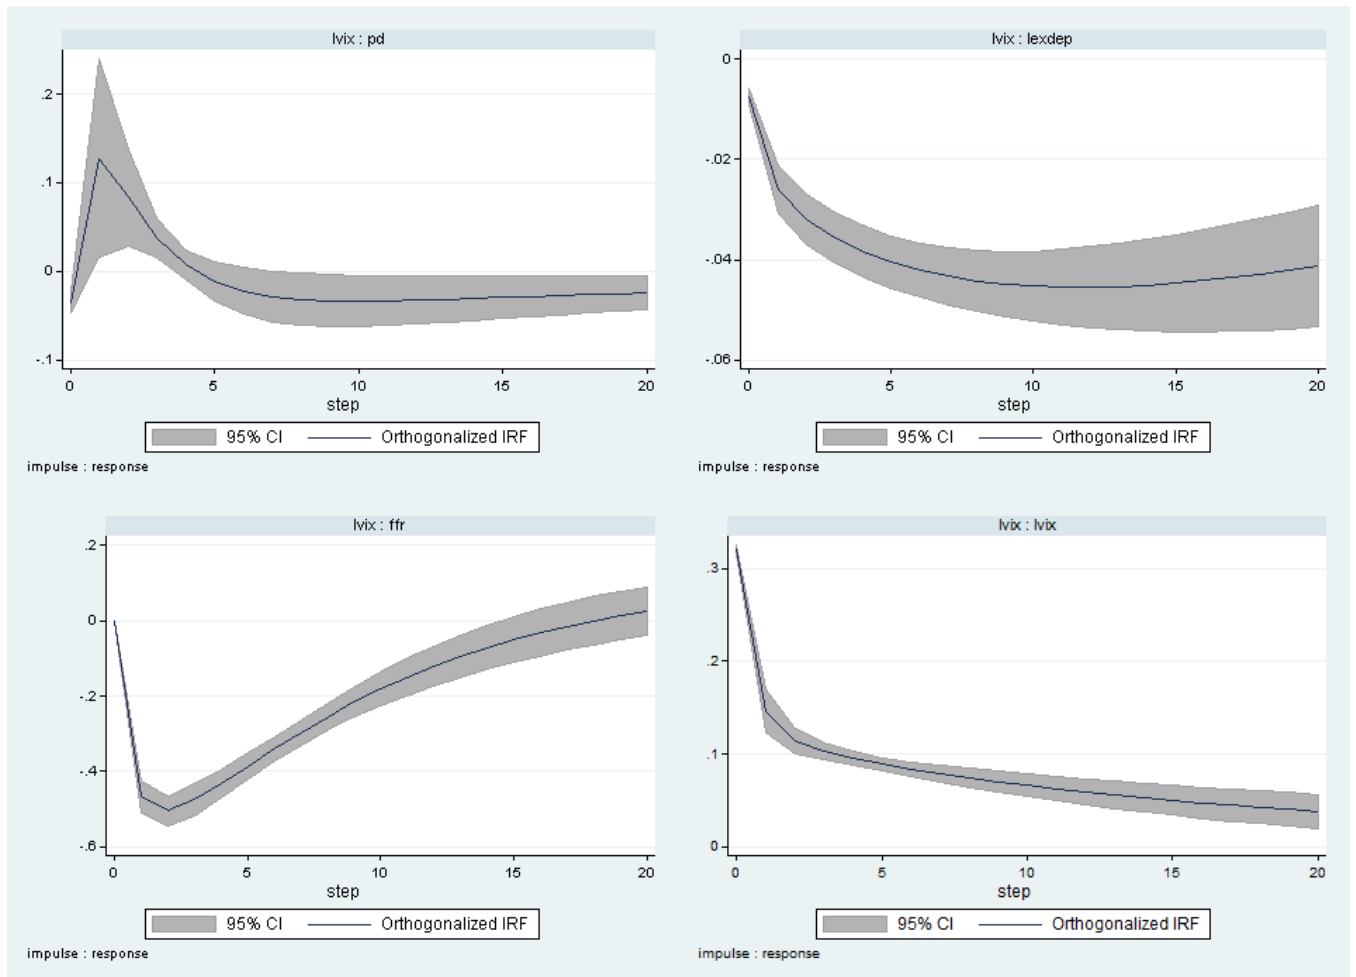 lvix : pd
.2
.1
0
-.1
0 5 10 15 20
step
95% CI Orthogonalized IRF
impulse : response
lvix : lexdep
0
-.02
-.04
-.06
0 5 10 15 20
step
95% CI Orthogonalized IRF
impulse : response
lvix : ffr
.2
0
-.2
-.4
-.6
0 5 10 15 20
step
95% CI Orthogonalized IRF
impulse : response
lvix : lvix
.3
.2
.1
0
0 5 10 15 20
step
95% CI Orthogonalized IRF
impulse : response